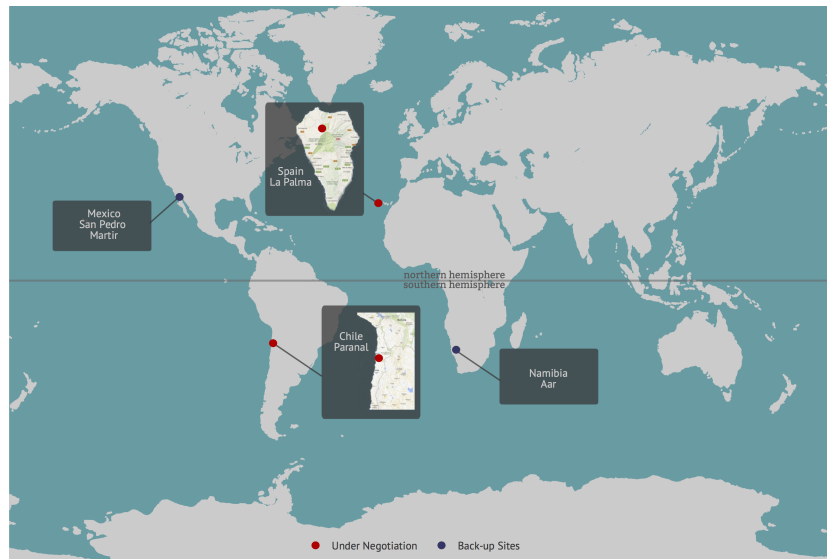 Spain
La Palma
Mexico
San Pedro
Martir
northern hemisphere
southern hemisphere
Chile
Paranal
Namibia
Aar
Under Negotiation
Back-up Sites